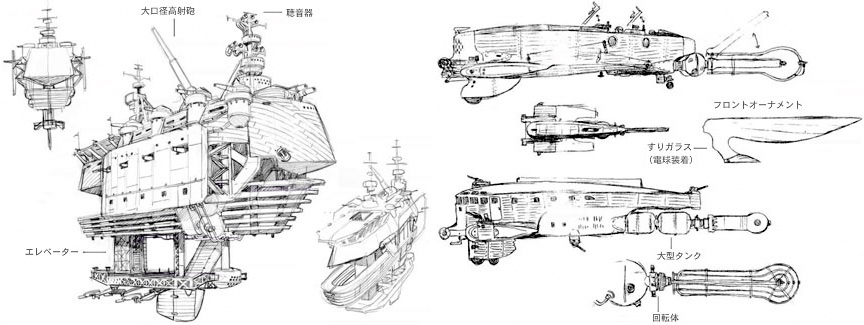 大口径高射砲
聴音器
エレベーター
フロントオーナメント
すりガラス
(電球装着)
大型タンク
回転体